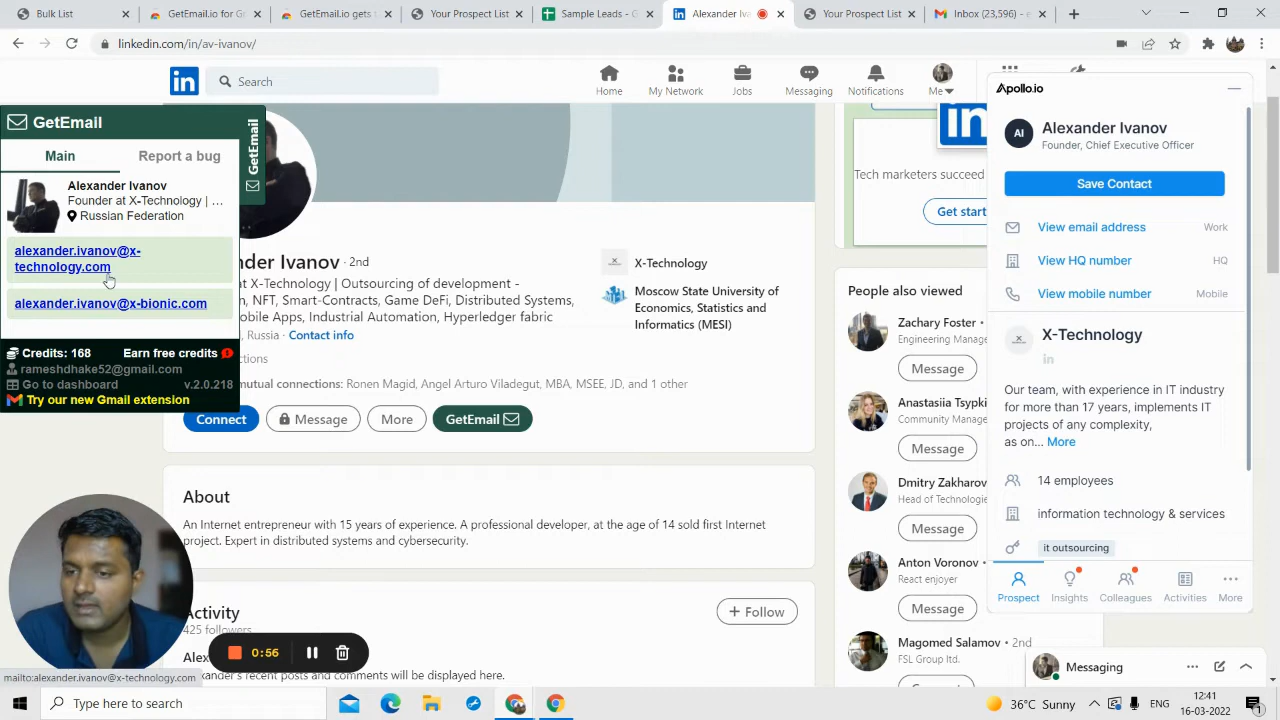 GetEmail for
GetEmail
Your Prospect
Sample Leads - G
Alexander Iva
Your Prospect List
Inbox (23,596) -
linkedin.com/in/av-ivanov/
Search
Home
My Network
Jobs
Messaging
Notifications
Me
GetEmail
Main
Report a bug
GetEmail
Alexander Ivanov
Founder at X-Technology | ...
Russian Federation
alexander.ivanov@x-
technology.com
alexander.ivanov@x-bionic.com
Credits: 168
Earn free credits
rameshdhake52@gmail.com
Go to dashboard
v.2.0.218
Try our new Gmail extension
nder Ivanov · 2nd
at X-Technology | Outsourcing of development -
n, NFT, Smart-Contracts, Game DeFi, Distributed Systems,
obile Apps, Industrial Automation, Hyperledger fabric
, Russia · Contact info
ections
mutual connections: Ronen Magid, Angel Arturo Viladegut, MBA, MSEE, JD, and 1 other
X-Technology
Moscow State University of
Economics, Statistics and
Informatics (MESI)
Connect
Message
More
GetEmail
About
An Internet entrepreneur with 15 years of experience. A professional developer, at the age of 14 sold first Internet
project. Expert in distributed systems and cybersecurity.
Activity
425 followers
Follow
Alex
's recent posts and comments will be displayed here.
0:56
in
Tech marketers succeed
Get start
People also viewed
Zachary Foster •
Engineering Manage
Message
Anastasiia Tsypki
Community Manage
Message
Dmitry Zakharov
Head of Technologie
Message
Anton Voronov •
React enjoyer
Message
Magomed Salamov • 2nd
FSL Group ltd.
Apollo.io
AI
Alexander Ivanov
Founder, Chief Executive Officer
Save Contact
View email address
Work
View HQ number
HQ
View mobile number
Mobile
X-Technology
in
Our team, with experience in IT industry
for more than 17 years, implements IT
projects of any complexity,
as on... More
14 employees
information technology & services
it outsourcing
Prospect
Insights
Colleagues
Activities
More
Messaging
mailto:alexander.ivanov@x-technology.com
Type here to search
36°C Sunny
12:41
16-03-2022
1